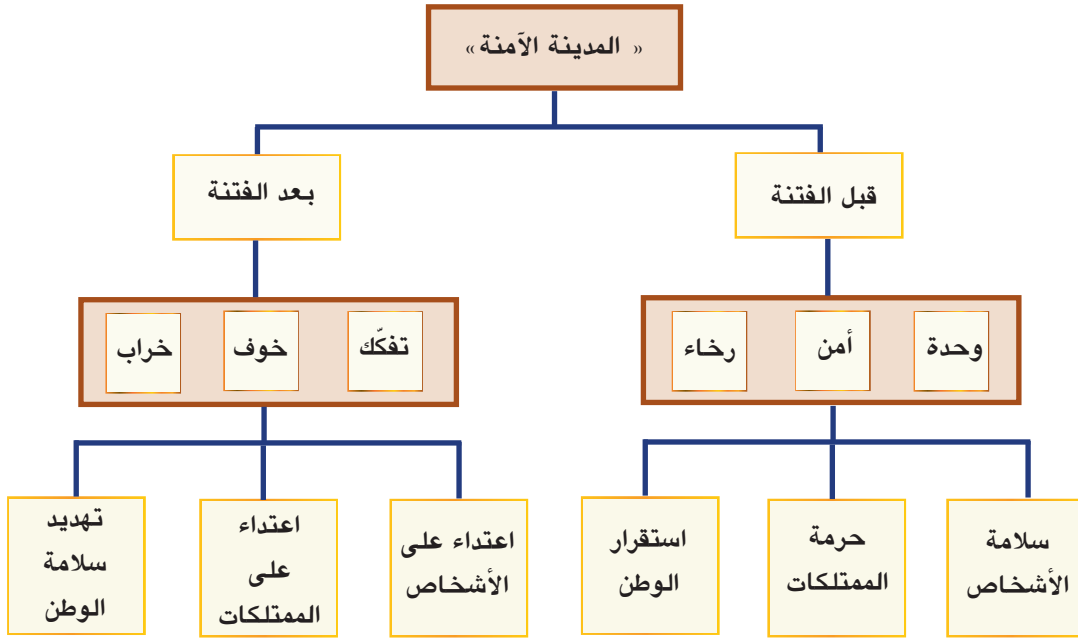 « المدينة الآمنة »
قبل الفتنة
بعد الفتنة
وحدة
أمن
رخاء
تفكّك
خوف
خراب
سلامة
الأشخاص
حرمة
الممتلكات
استقرار
الوطن
اعتداء على
الأشخاص
اعتداء
على
الممتلكات
تهديد
سلامة
الوطن